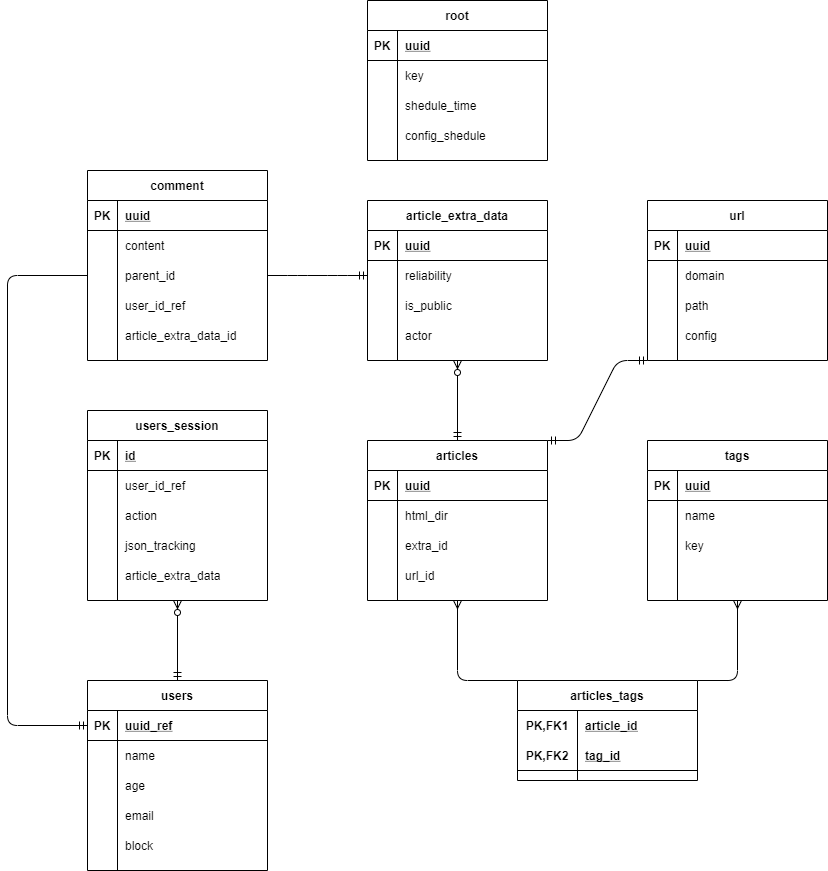 root
PK uuid
key
shedule_time
config_shedule
comment
PK uuid
content
parent_id
user_id_ref
article_extra_data_id
article_extra_data
PK uuid
reliability
is_public
actor
url
PK uuid
domain
path
config
users_session
PK id
user_id_ref
action
json_tracking
article_extra_data
articles
PK uuid
html_dir
extra_id
url_id
tags
PK uuid
name
key
users
PK uuid_ref
name
age
email
block
articles_tags
PK,FK1 article_id
PK,FK2 tag_id